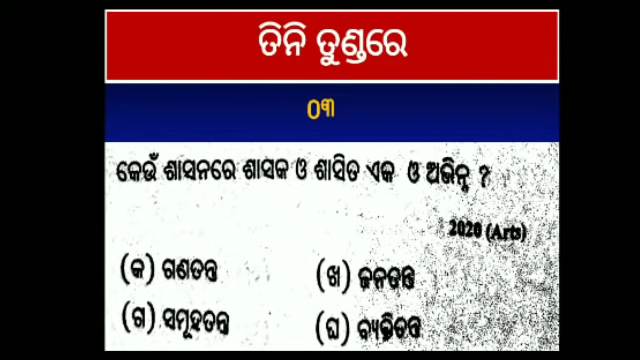 ତିନି ତୁଣ୍ଡରେ
୦୩
କେଉଁ ଶାସନରେ ଶାସକ ଓ ଶାସିତ ଏକ ଓ ଅଭିନ୍ନ ?
2020 (Arts)
(କ) ଗଣତନ୍ତ୍ର (ଖ) ଜନତନ୍ତ୍ର
(ଗ) ସମୂହତନ୍ତ୍ର (ଘ) ବ୍ୟକ୍ତିତନ୍ତ୍ର